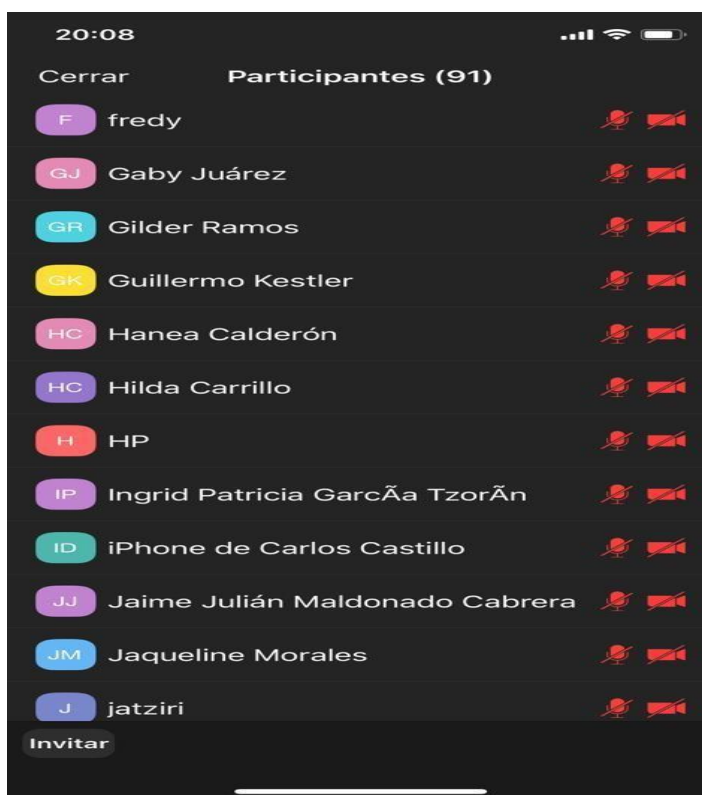 20:08
Cerrar Participantes (91)
F fredy
GJ Gaby Juárez
GR Gilder Ramos
GK Guillermo Kestler
HC Hanea Calderón
HC Hilda Carrillo
H HP
IP Ingrid Patricia GarcÃa TzorÃn
ID iPhone de Carlos Castillo
JJ Jaime Julián Maldonado Cabrera
JM Jaqueline Morales
J jatziri
Invitar